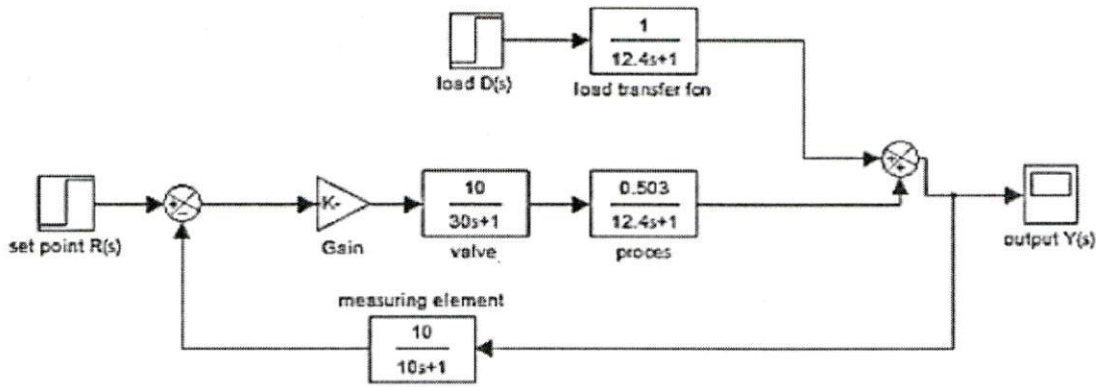 1
12.4s+1
load D(s)
load transfer fcn
set point R(s)
+
−
K-
Gain
10
30s+1
valve
0.503
12.4s+1
proces
+
+
output Y(s)
measuring element
10
10s+1